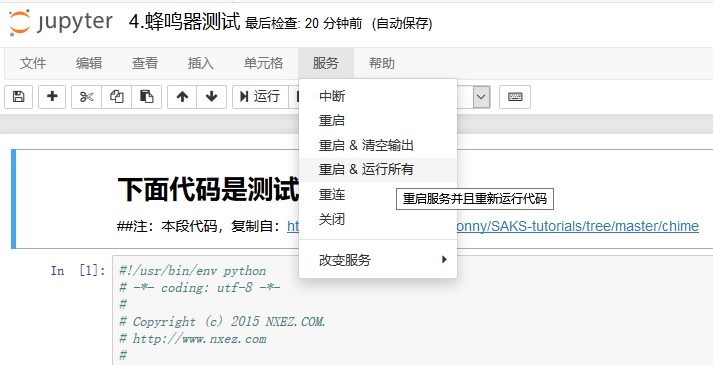 jupyter 4.蜂鸣器测试 最后检查: 20 分钟前 (自动保存)
文件 编辑 查看 插入 单元格 服务 帮助
运行
中断
重启
重启 & 清空输出
重启 & 运行所有
重连
关闭
改变服务
重启服务并且重新运行代码
下面代码是测试
##注：本段代码，复制自： onny/SAKS-tutorials/tree/master/chime
In [1]: #!/usr/bin/env python
# -*- coding: utf-8 -*-
#
# Copyright (c) 2015 NXEZ.COM.
# http://www.nxez.com
#